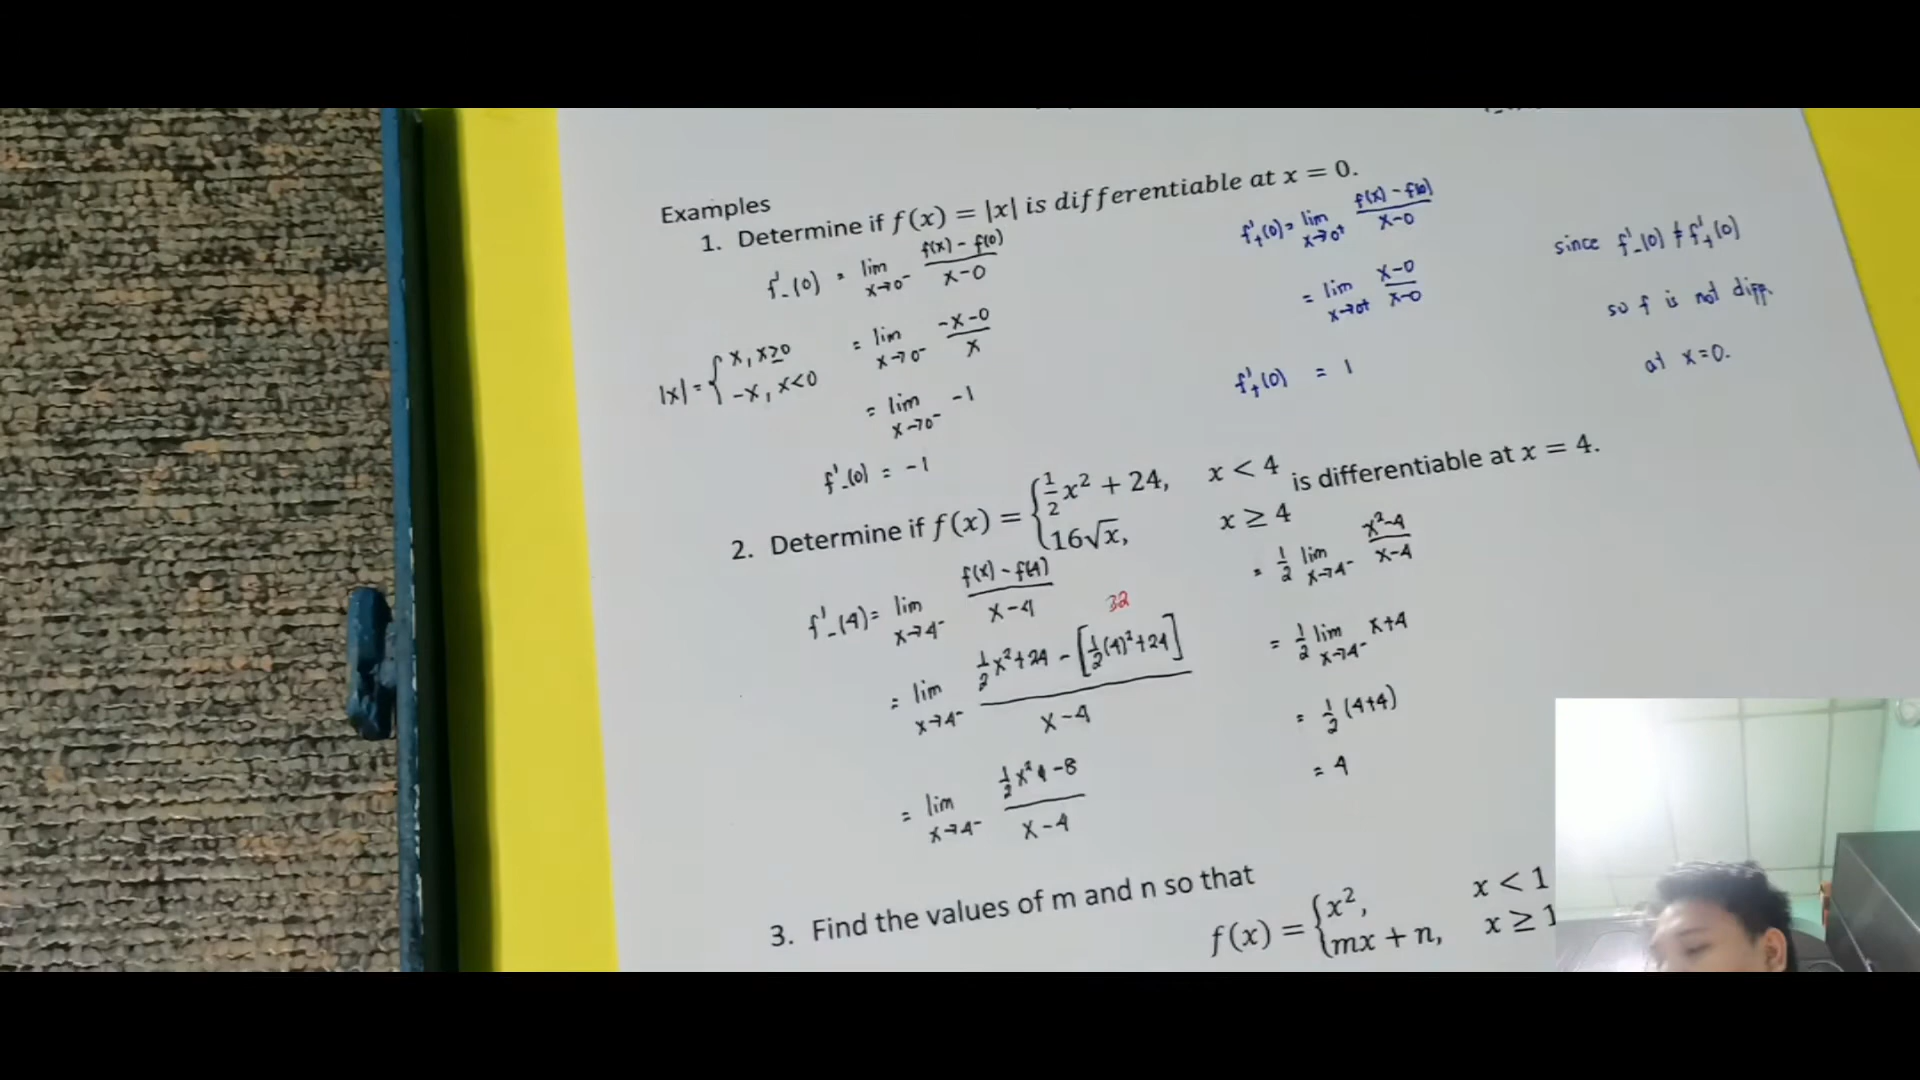 Examples
1. Determine if f(x) = |x| is differentiable at x = 0.
f'₋(0) = lim x→0⁻ (f(x) - f(0))/(x-0)
|x| = { x, x≥0
-x, x<0
= lim x→0⁻ (-x-0)/x
= lim x→0⁻ -1
f'₋(0) = -1
f'₊(0) = lim x→0⁺ (f(x) - f(0))/(x-0)
= lim x→0⁺ (x-0)/(x-0)
f'₊(0) = 1
since f'₋(0) ≠ f'₊(0)
so f is not diff.
at x=0.
2. Determine if f(x) = { ½x² + 24, x < 4
16√x, x ≥ 4
is differentiable at x = 4.
f'₋(4) = lim x→4⁻ (f(x) - f(4))/(x-4)
32
= lim x→4⁻ (½x²+24 - [½(4)²+24])/(x-4)
= lim x→4⁻ (½x² -8)/(x-4)
= ½ lim x→4⁻ (x²-4)/(x-4)
= ½ lim x→4⁻ x+4
= ½ (4+4)
= 4
3. Find the values of m and n so that
f(x) = { x², x < 1
mx + n, x ≥ 1